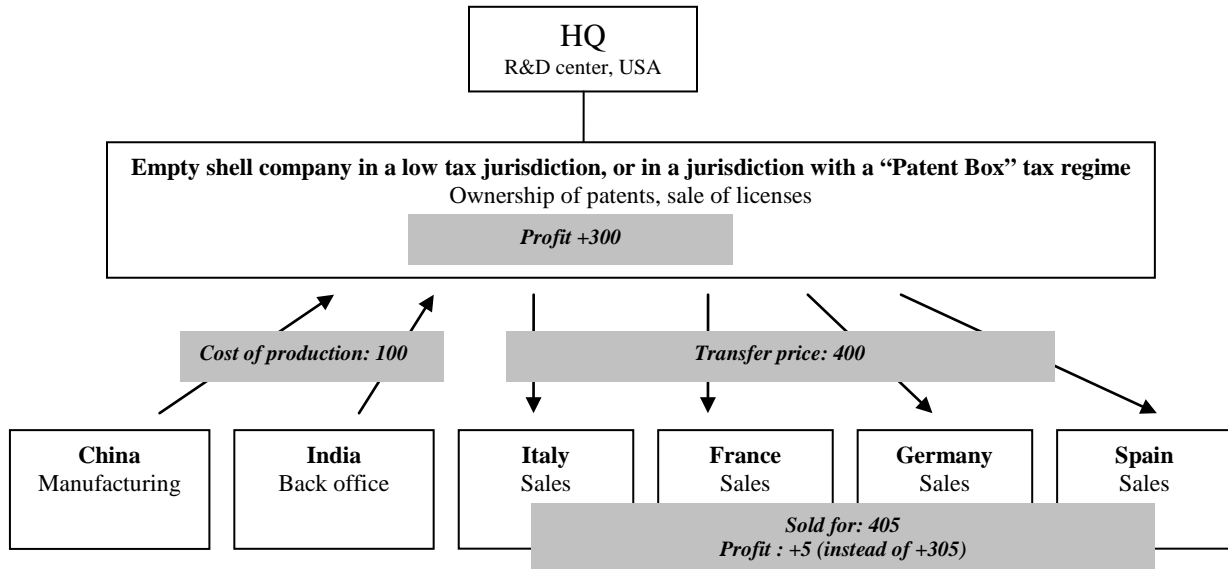 HQ
R&D center, USA
Empty shell company in a low tax jurisdiction, or in a jurisdiction with a “Patent Box” tax regime
Ownership of patents, sale of licenses
Profit +300
Cost of production: 100
Transfer price: 400
China
Manufacturing
India
Back office
Italy
Sales
France
Sales
Germany
Sales
Spain
Sales
Sold for: 405
Profit : +5 (instead of +305)